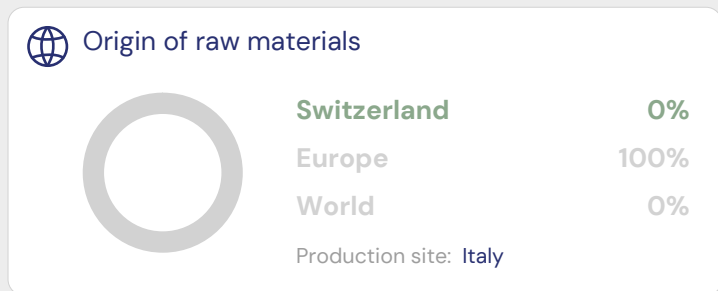 Origin of raw materials
Switzerland 0%
Europe 100%
World 0%
Production site: Italy